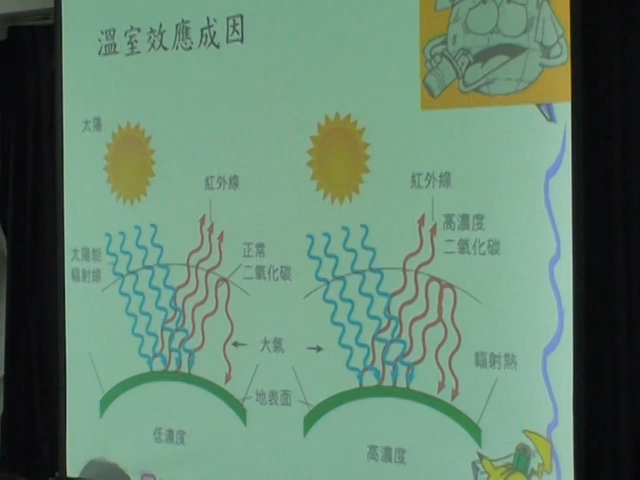 溫室效應成因
太陽
紅外線
紅外線
太陽能
輻射線
正常
二氧化碳
高濃度
二氧化碳
大氣
輻射熱
地表面
低濃度
高濃度